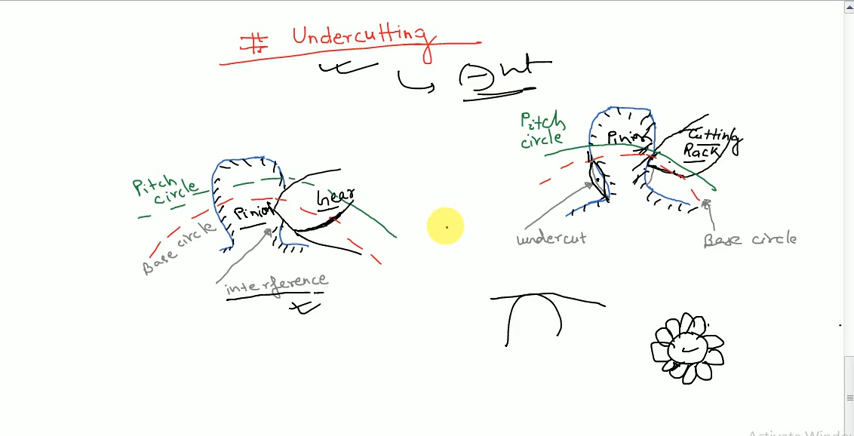 # Undercutting
Pitch
circle
Pinion
Cutting
Rack
Pitch
circle
Pinion
Gear
Base circle
undercut
Base circle
interference